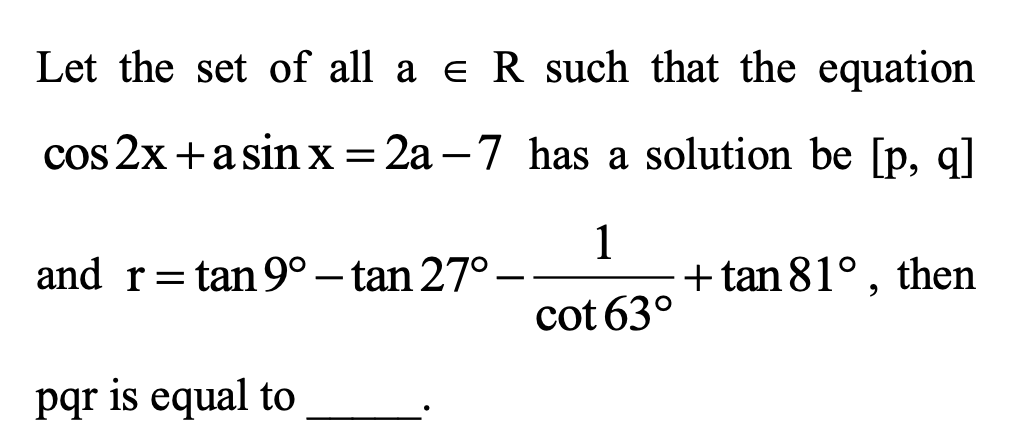 Let the set of all a ∈ R such that the equation
cos 2x + a sin x = 2a – 7 has a solution be [p, q]
and r = tan 9° – tan 27° – 1/cot 63° + tan 81°, then
pqr is equal to _____.